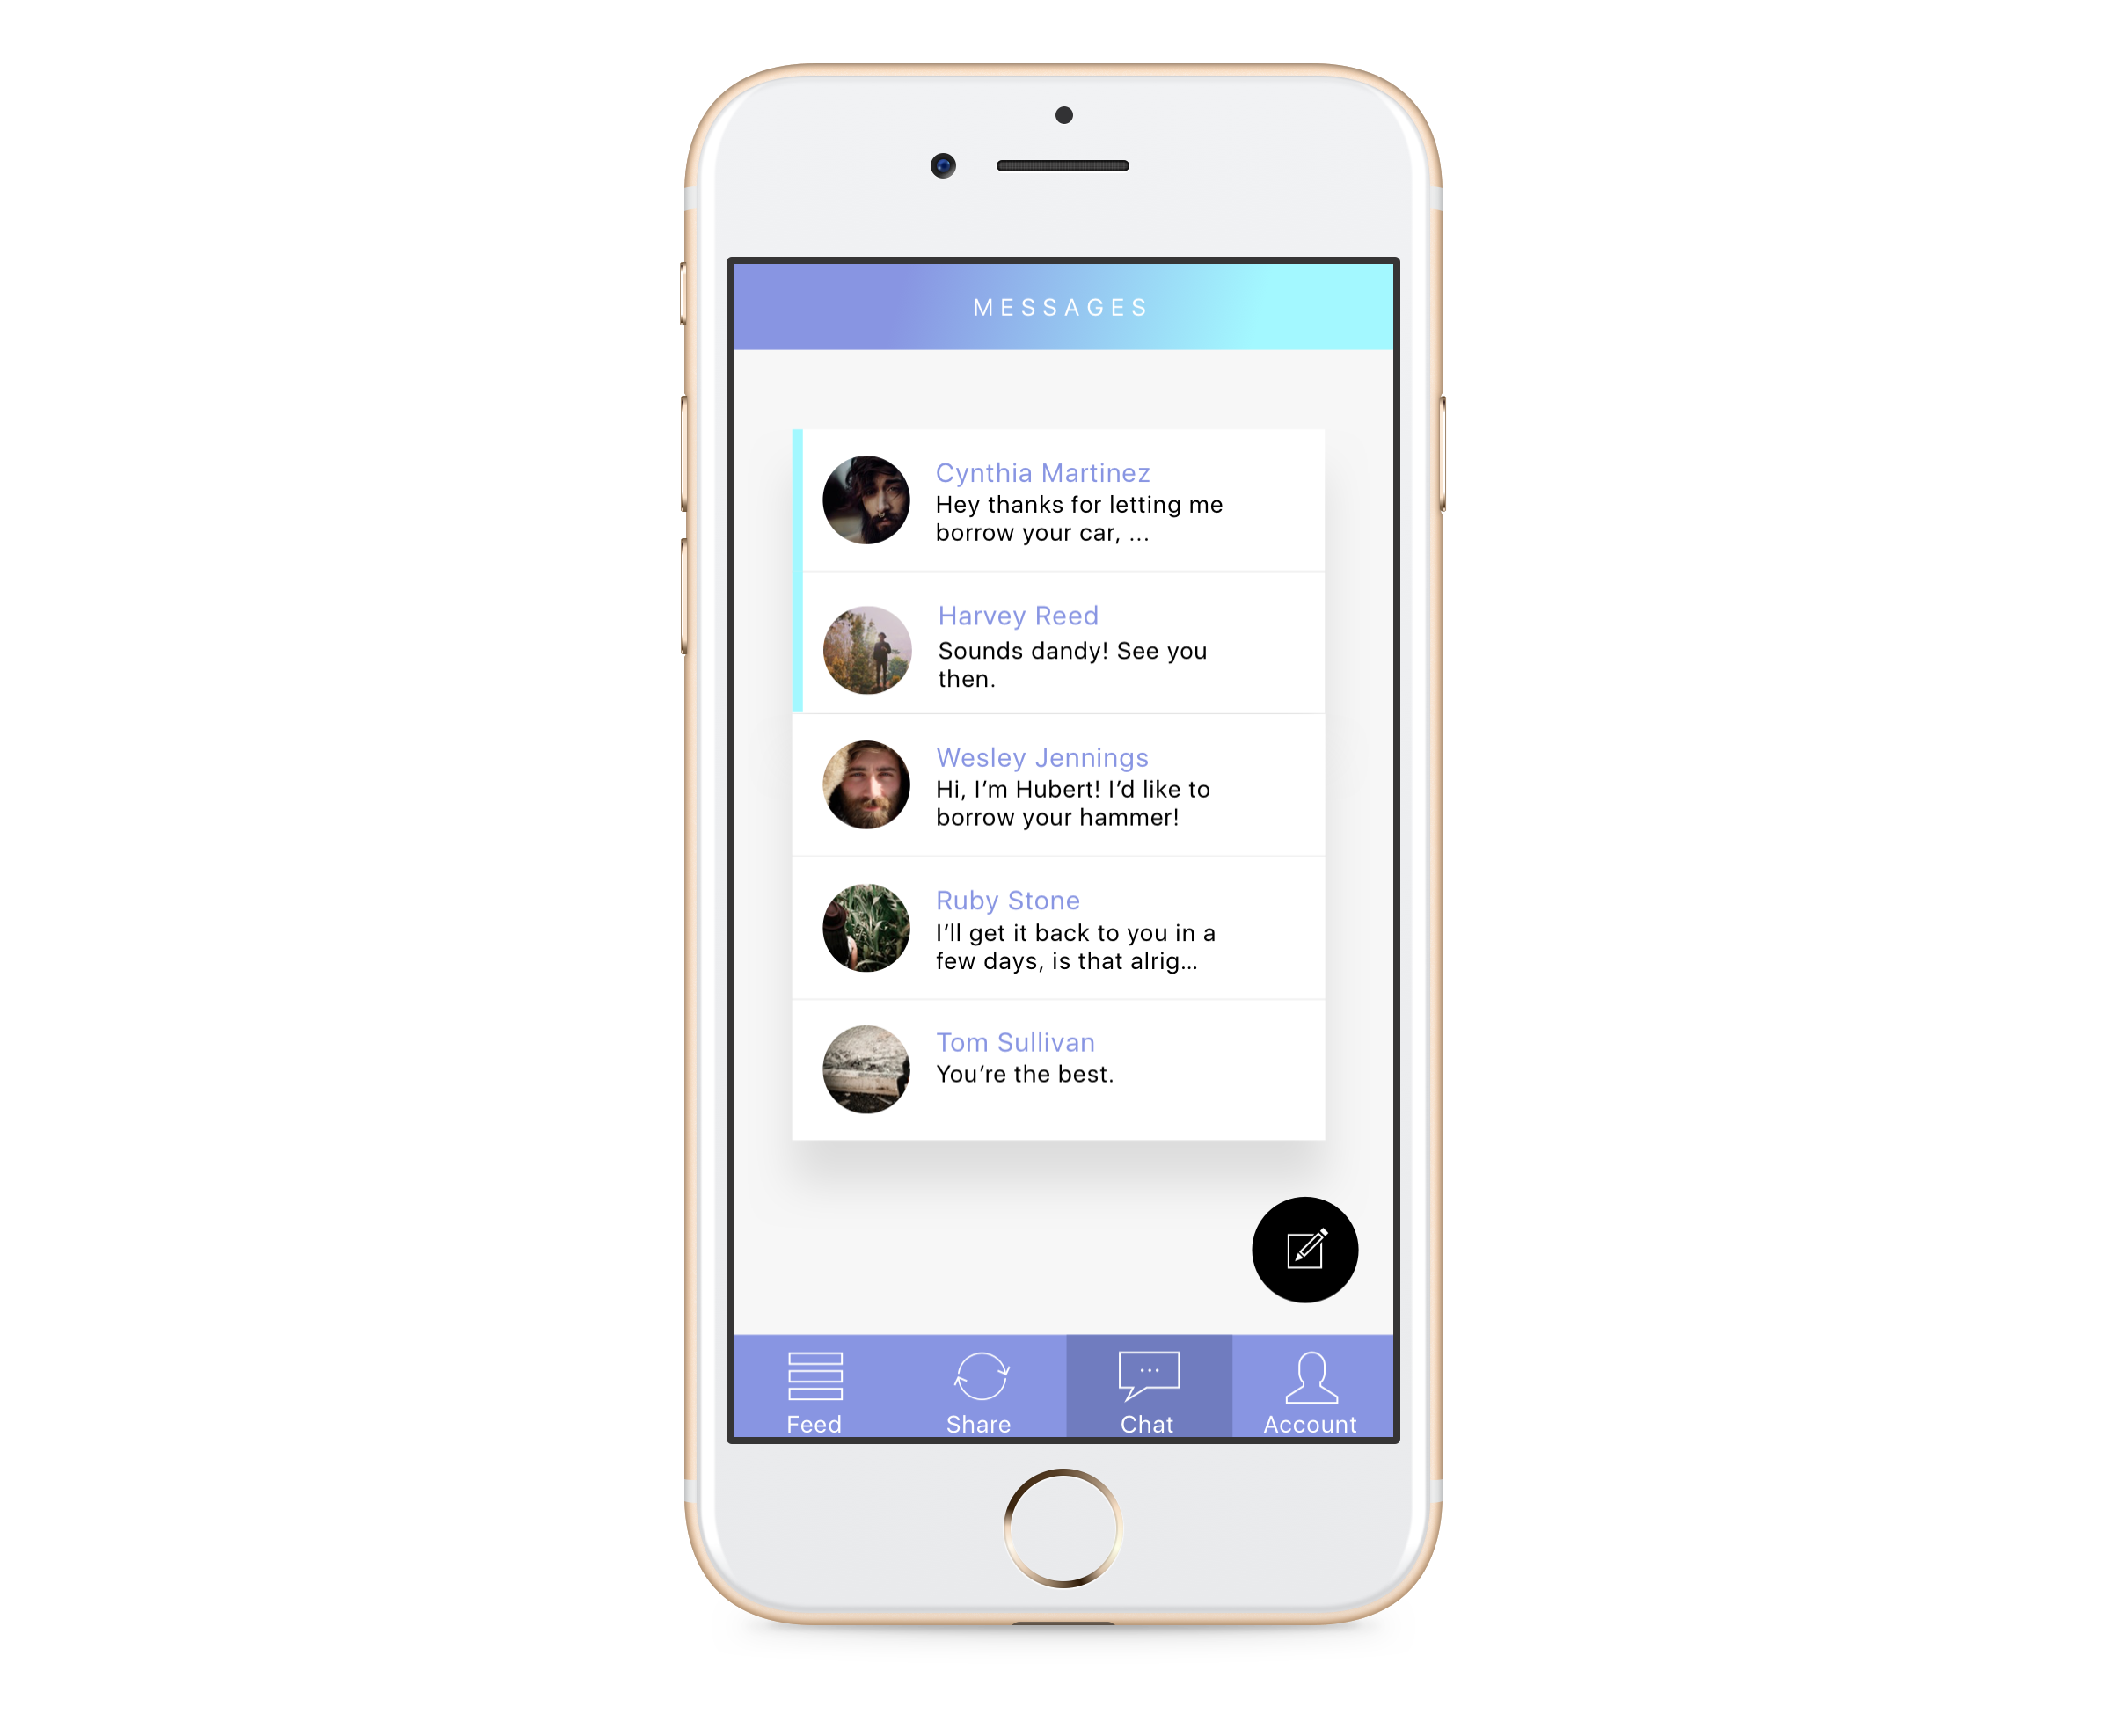 MESSAGES
Cynthia Martinez
Hey thanks for letting me
borrow your car, ...
Harvey Reed
Sounds dandy! See you
then.
Wesley Jennings
Hi, I’m Hubert! I’d like to
borrow your hammer!
Ruby Stone
I’ll get it back to you in a
few days, is that alrig...
Tom Sullivan
You’re the best.
Feed
Share
Chat
Account